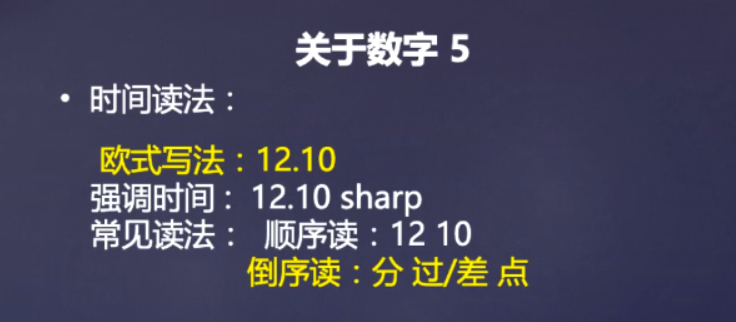 关于数字 5
• 时间读法：
欧式写法：12.10
强调时间： 12.10 sharp
常见读法： 顺序读：12 10
倒序读：分 过/差 点